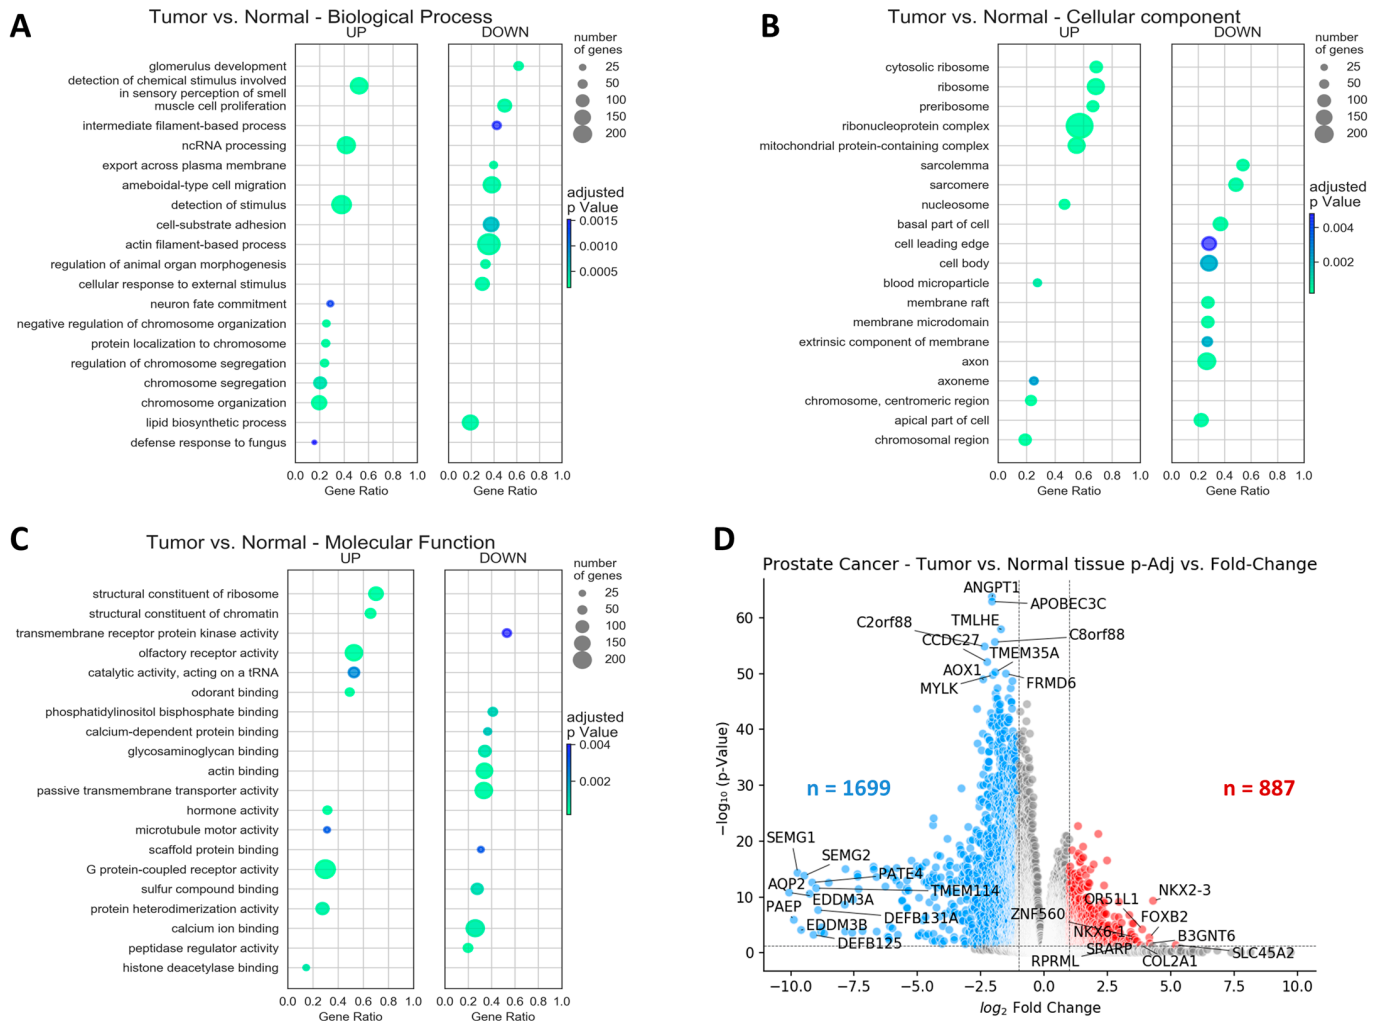 A
Tumor vs. Normal - Biological Process
UP
DOWN
number
of genes
25
50
100
150
200
glomerulus development
detection of chemical stimulus involved
in sensory perception of smell
muscle cell proliferation
intermediate filament-based process
ncRNA processing
export across plasma membrane
ameboidal-type cell migration
detection of stimulus
cell-substrate adhesion
actin filament-based process
regulation of animal organ morphogenesis
cellular response to external stimulus
neuron fate commitment
negative regulation of chromosome organization
protein localization to chromosome
regulation of chromosome segregation
chromosome segregation
chromosome organization
lipid biosynthetic process
defense response to fungus
adjusted
p Value
0.0015
0.0010
0.0005
0.0 0.2 0.4 0.6 0.8 1.0
Gene Ratio
0.0 0.2 0.4 0.6 0.8 1.0
Gene Ratio
B
Tumor vs. Normal - Cellular component
UP
DOWN
number
of genes
25
50
100
150
200
cytosolic ribosome
ribosome
preribosome
ribonucleoprotein complex
mitochondrial protein-containing complex
sarcolemma
sarcomere
nucleosome
basal part of cell
cell leading edge
cell body
blood microparticle
membrane raft
membrane microdomain
extrinsic component of membrane
axon
axoneme
chromosome, centromeric region
apical part of cell
chromosomal region
adjusted
p Value
0.004
0.002
0.0 0.2 0.4 0.6 0.8 1.0
Gene Ratio
0.0 0.2 0.4 0.6 0.8 1.0
Gene Ratio
C
Tumor vs. Normal - Molecular Function
UP
DOWN
number
of genes
25
50
100
150
200
structural constituent of ribosome
structural constituent of chromatin
transmembrane receptor protein kinase activity
olfactory receptor activity
catalytic activity, acting on a tRNA
odorant binding
phosphatidylinositol bisphosphate binding
calcium-dependent protein binding
glycosaminoglycan binding
actin binding
passive transmembrane transporter activity
hormone activity
microtubule motor activity
scaffold protein binding
G protein-coupled receptor activity
sulfur compound binding
protein heterodimerization activity
calcium ion binding
peptidase regulator activity
histone deacetylase binding
adjusted
p Value
0.004
0.002
0.0 0.2 0.4 0.6 0.8 1.0
Gene Ratio
0.0 0.2 0.4 0.6 0.8 1.0
Gene Ratio
D
Prostate Cancer - Tumor vs. Normal tissue p-Adj vs. Fold-Change
−log₁₀ (p-Value)
60
50
40
30
20
10
0
ANGPT1
APOBEC3C
TMLHE
C2orf88
C8orf88
CCDC27
TMEM35A
AOX1
MYLK
FRMD6
n = 1699
n = 887
SEMG1
SEMG2
PATE4
AQP2
TMEM114
EDDM3A
PAEP
DEFB131A
EDDM3B
DEFB125
NKX2-3
OR51L1
ZNF560
FOXB2
NKX6-1
B3GNT6
SRARP
SLC45A2
RPRML
COL2A1
−10.0 −7.5 −5.0 −2.5 0.0 2.5 5.0 7.5 10.0
log₂ Fold Change